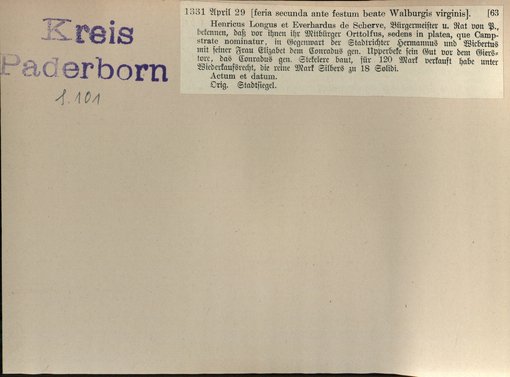 Kreis
Paderborn
S. 101
1331 April 29 [feria secunda ante festum beate Walburgis virginis]. [63
Henricus Longus et Everhardus de Scherve, Bürgermeister u. Rat von P.,
bekennen, daß vor ihnen ihr Mitbürger Orttolfus, sedens in platea, que Camp-
strate nominatur, in Gegenwart der Stadtrichter Hermannus und Wicbertus
mit seiner Frau Elizabet dem Conradus gen. Upperbeke sein Gut vor dem Giers-
tore, das Conradus gen. Stekelere baut, für 120 Mark verkauft habe unter
Wiederkaufsrecht, die reine Mark Silbers zu 18 Solidi.
Actum et datum.
Orig. Stadtsiegel.